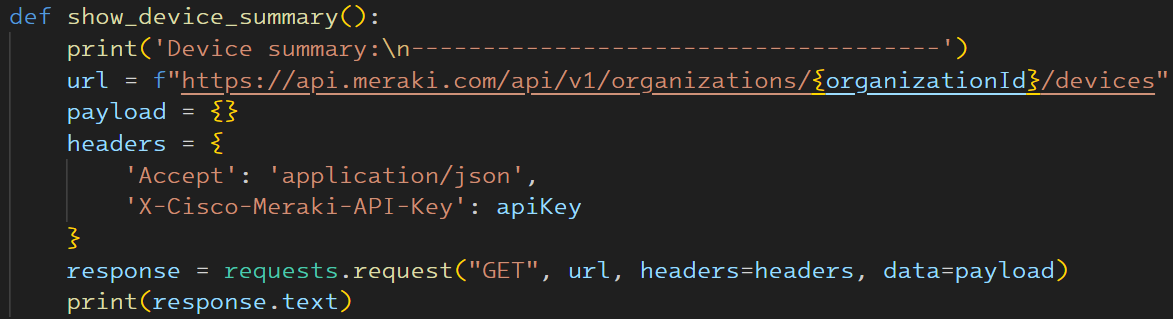 def show_device_summary():
    print('Device summary:\n-------------------------------------')
    url = f"https://api.meraki.com/api/v1/organizations/{organizationId}/devices"
    payload = {}
    headers = {
        'Accept': 'application/json',
        'X-Cisco-Meraki-API-Key': apiKey
    }
    response = requests.request("GET", url, headers=headers, data=payload)
    print(response.text)